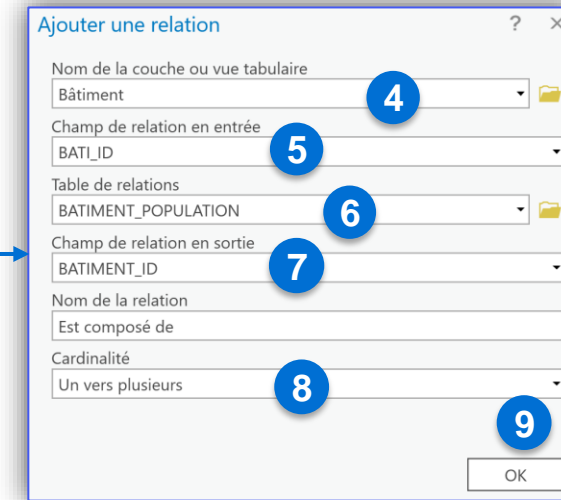 Ajouter une relation ? ×
Nom de la couche ou vue tabulaire
Bâtiment 4
Champ de relation en entrée
BATI_ID 5
Table de relations
BATIMENT_POPULATION 6
Champ de relation en sortie
BATIMENT_ID 7
Nom de la relation
Est composé de
Cardinalité
Un vers plusieurs 8
9
OK